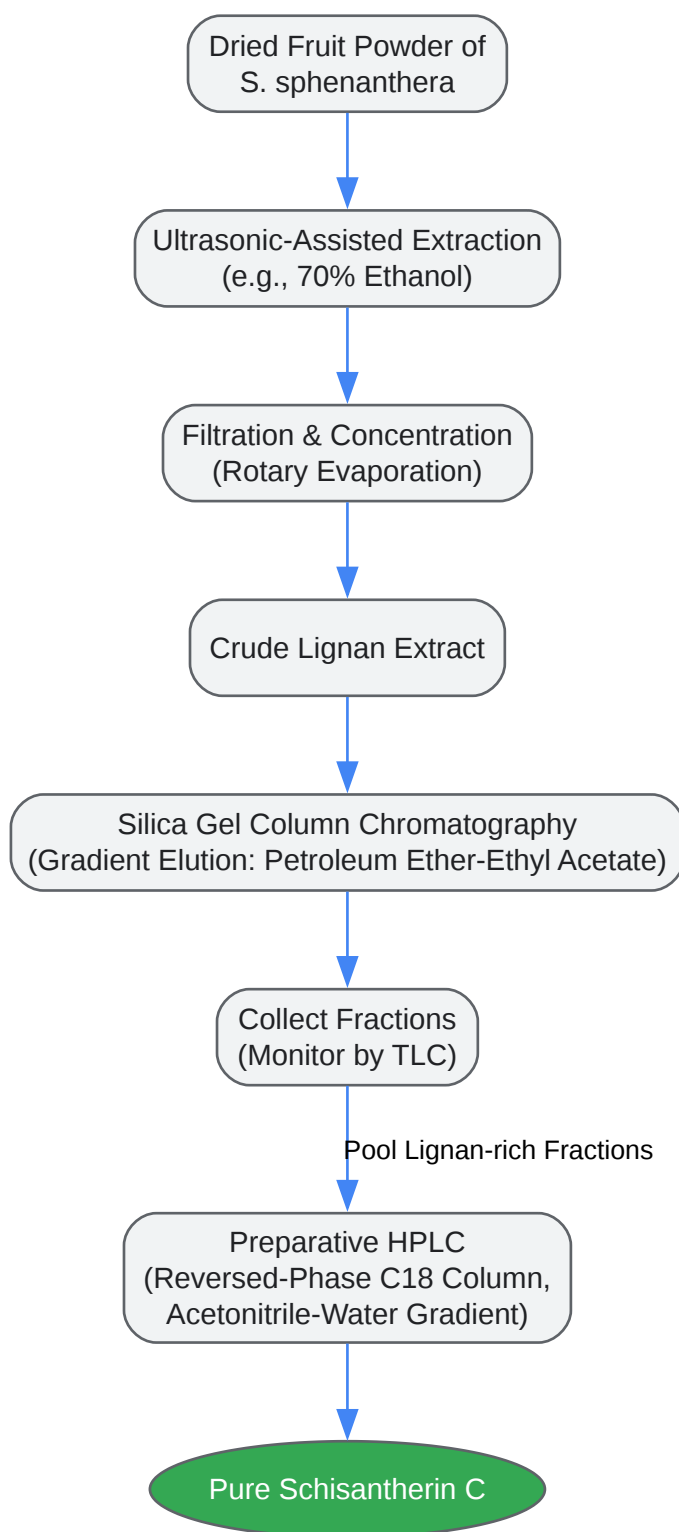 Dried Fruit Powder of
S. sphenanthera
Ultrasonic-Assisted Extraction
(e.g., 70% Ethanol)
Filtration & Concentration
(Rotary Evaporation)
Crude Lignan Extract
Silica Gel Column Chromatography
(Gradient Elution: Petroleum Ether-Ethyl Acetate)
Collect Fractions
(Monitor by TLC)
Pool Lignan-rich Fractions
Preparative HPLC
(Reversed-Phase C18 Column,
Acetonitrile-Water Gradient)
Pure Schisantherin C